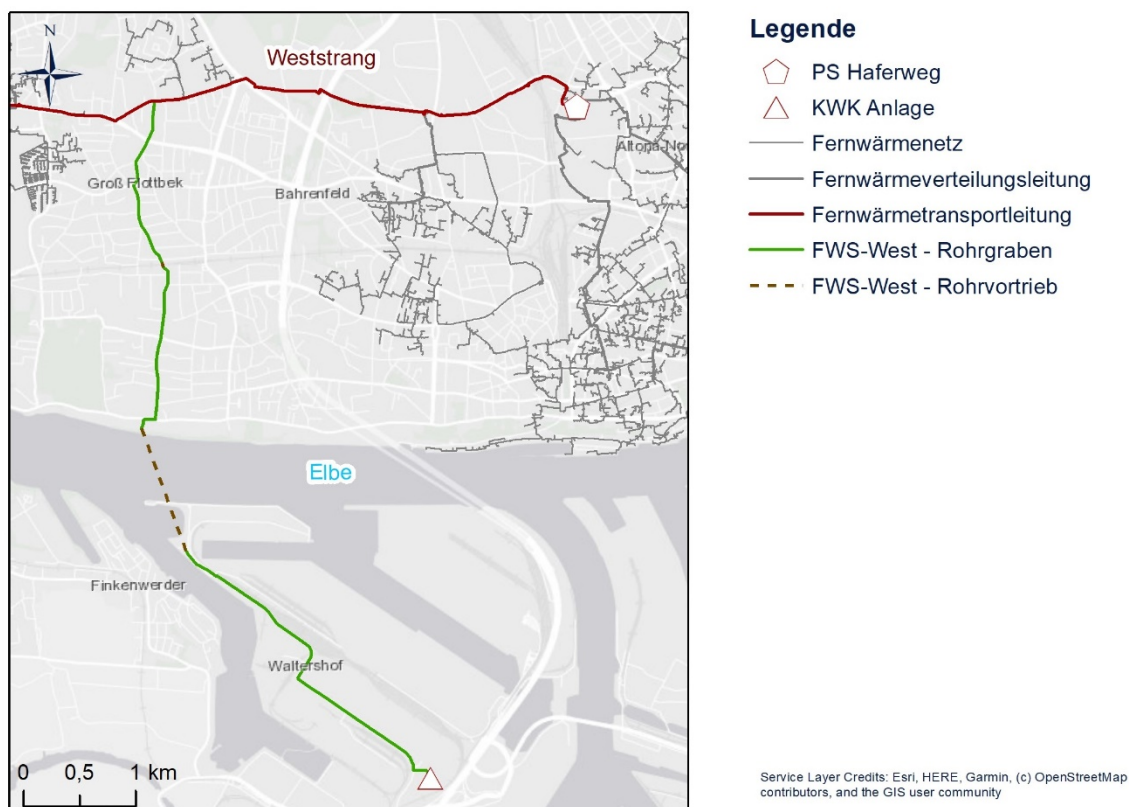 N
Weststrang
Altona-No
Groß Flottbek
Bahrenfeld
Elbe
Finkenwerder
Waltershof
0 0,5 1 km
Legende
PS Haferweg
KWK Anlage
Fernwärmenetz
Fernwärmeverteilungsleitung
Fernwärmetransportleitung
FWS-West - Rohrgraben
FWS-West - Rohrvortrieb
Service Layer Credits: Esri, HERE, Garmin, (c) OpenStreetMap
contributors, and the GIS user community